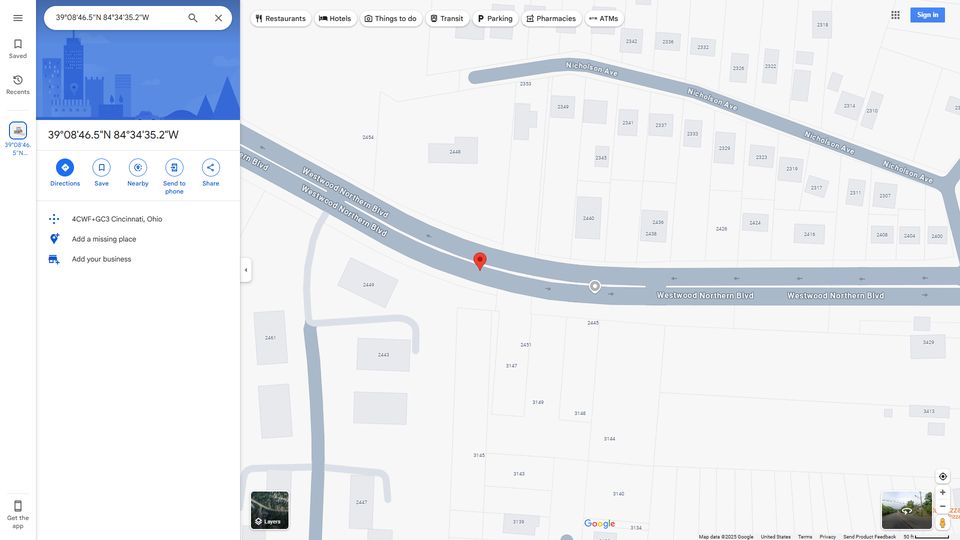 39°08'46.5"N 84°34'35.2"W
Restaurants
Hotels
Things to do
Transit
Parking
Pharmacies
ATMs
Sign in
Saved
Recents
39°08'46.
5"N...
Get the
app
39°08'46.5"N 84°34'35.2"W
Directions
Save
Nearby
Send to
phone
Share
4CWF+GC3 Cincinnati, Ohio
Add a missing place
Add your business
2318
2342
2336
2332
2326
2322
Nicholson Ave
Nicholson Ave
Nicholson Ave
Nicholson Ave
2353
2349
2341
2337
2333
2329
2323
2319
2317
2314
2310
2311
2307
2345
2454
2448
2440
2436
2438
2426
2424
2416
2408
2404
2400
ern Blvd
Westwood Northern Blvd
Westwood Northern Blvd
Westwood Northern Blvd
Westwood Northern Blvd
2449
2461
2443
2447
2445
2451
3147
3149
3148
3144
3145
3143
3140
3139
3134
3429
3413
Layers
Google
Map data ©2025 Google
United States
Terms
Privacy
Send Product Feedback
50 ft